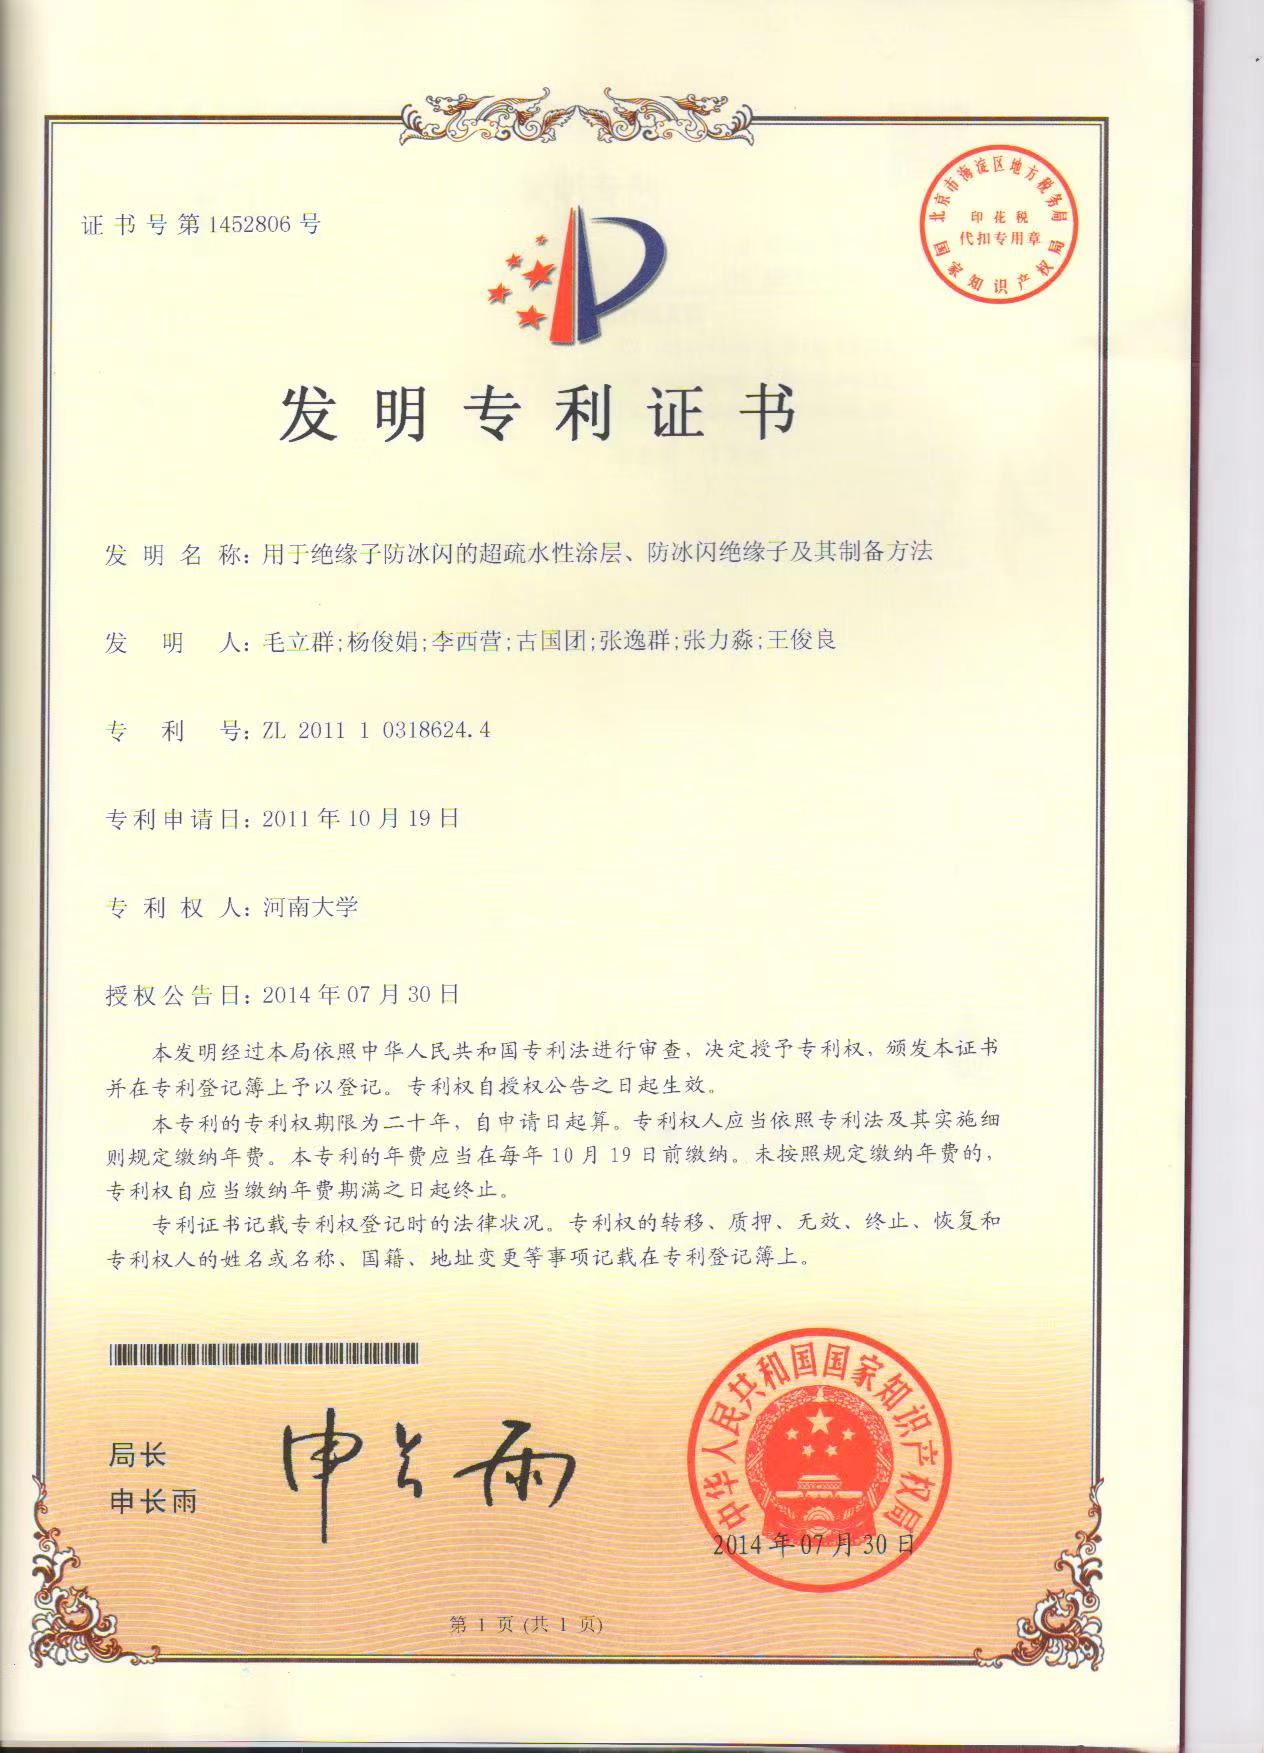 证书号第1452806号
北京市海淀区地方税务局
印花税
代扣专用章
国家知识产权局
发明专利证书
发明名称：用于绝缘子防冰闪的超疏水性涂层、防冰闪绝缘子及其制备方法
发明人：毛立群;杨俊娟;李西营;古国团;张逸群;张力淼;王俊良
专利号：ZL 2011 1 0318624.4
专利申请日：2011年10月19日
专利权人：河南大学
授权公告日：2014年07月30日
本发明经过本局依照中华人民共和国专利法进行审查，决定授予专利权，颁发本证书
并在专利登记簿上予以登记。专利权自授权公告之日起生效。
本专利的专利权期限为二十年，自申请日起算。专利权人应当依照专利法及其实施细
则规定缴纳年费。本专利的年费应当在每年10月19日前缴纳。未按照规定缴纳年费的，
专利权自应当缴纳年费期满之日起终止。
专利证书记载专利权登记时的法律状况。专利权的转移、质押、无效、终止、恢复和
专利权人的姓名或名称、国籍、地址变更等事项记载在专利登记簿上。
局长
申长雨
申长雨
中华人民共和国国家知识产权局
2014年07月30日
第 1 页 (共 1 页)